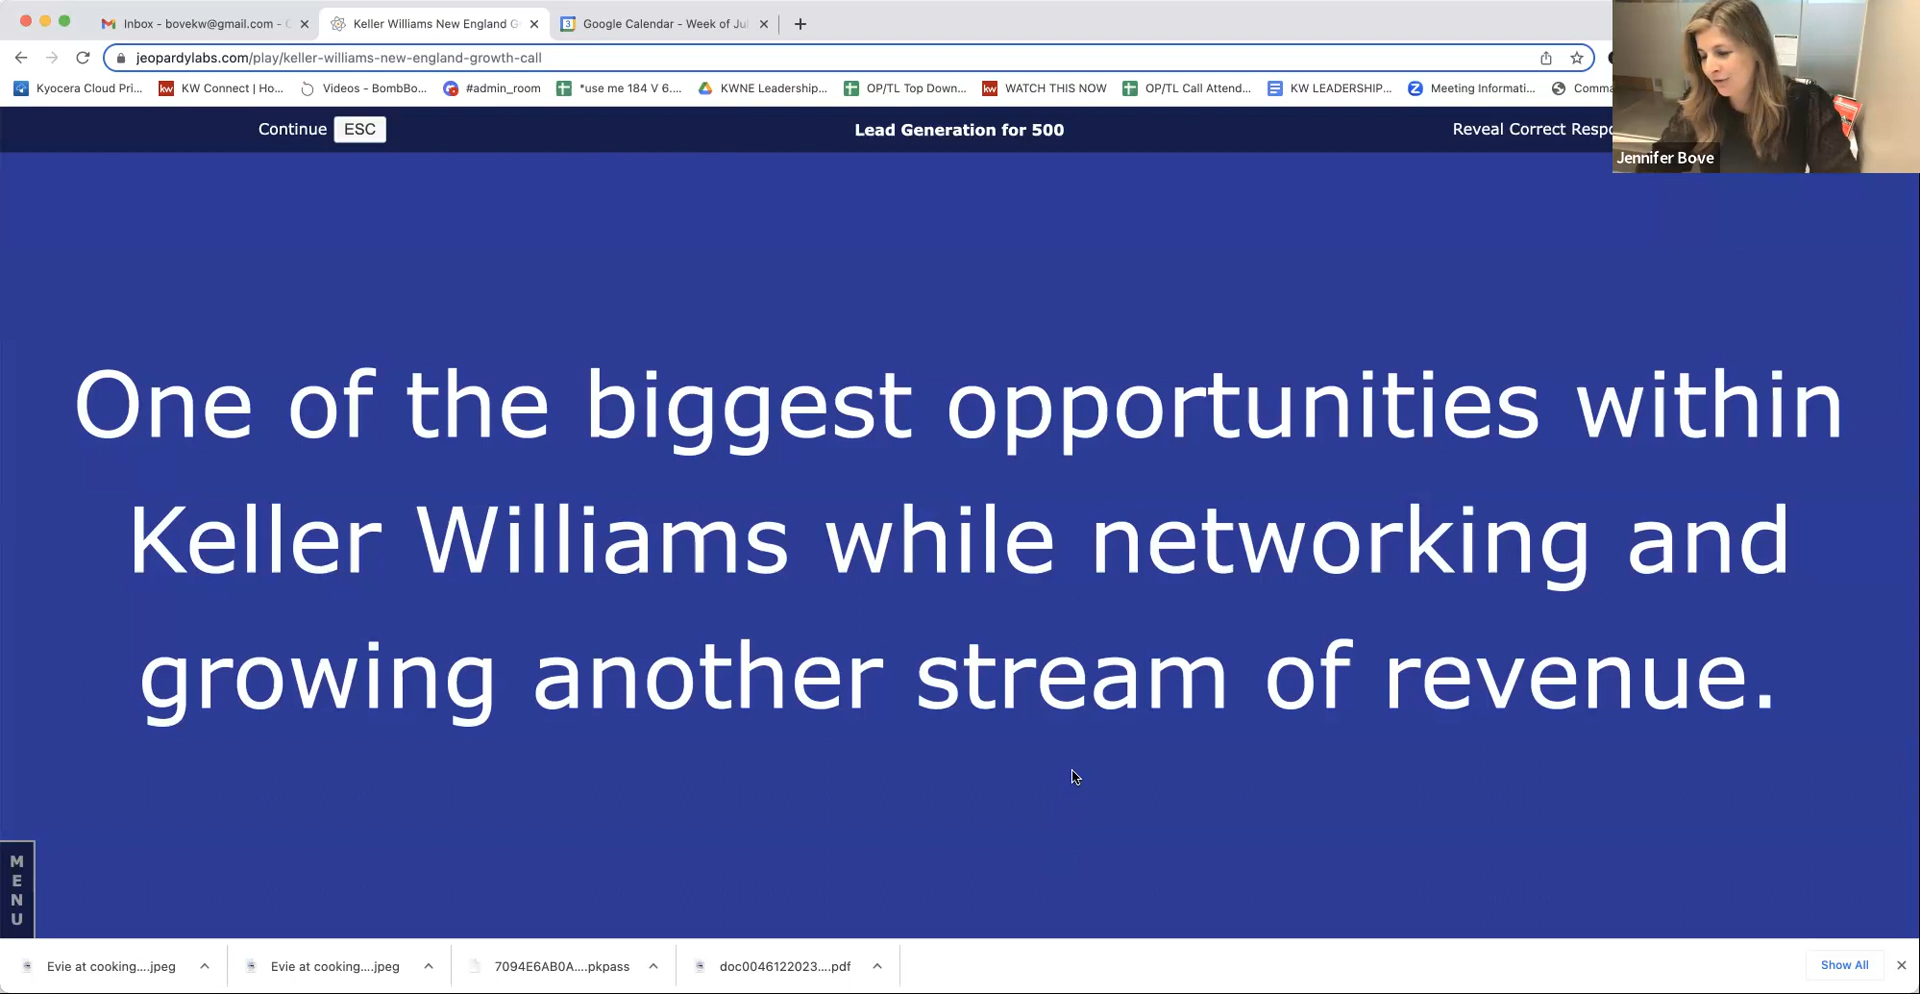 Inbox - bovekw@gmail.com -
Keller Williams New England G
Google Calendar - Week of Ju
jeopardylabs.com/play/keller-williams-new-england-growth-call
Kyocera Cloud Pri...
KW Connect | Ho...
Videos - BombBo...
#admin_room
*use me 184 V 6....
KWNE Leadership...
OP/TL Top Down...
WATCH THIS NOW
OP/TL Call Attend...
KW LEADERSHIP...
Meeting Informati...
Comma
Continue ESC
Lead Generation for 500
Reveal Correct Respo
Jennifer Bove
One of the biggest opportunities within
Keller Williams while networking and
growing another stream of revenue.
MENU
Evie at cooking....jpeg
Evie at cooking....jpeg
7094E6AB0A....pkpass
doc0046122023....pdf
Show All